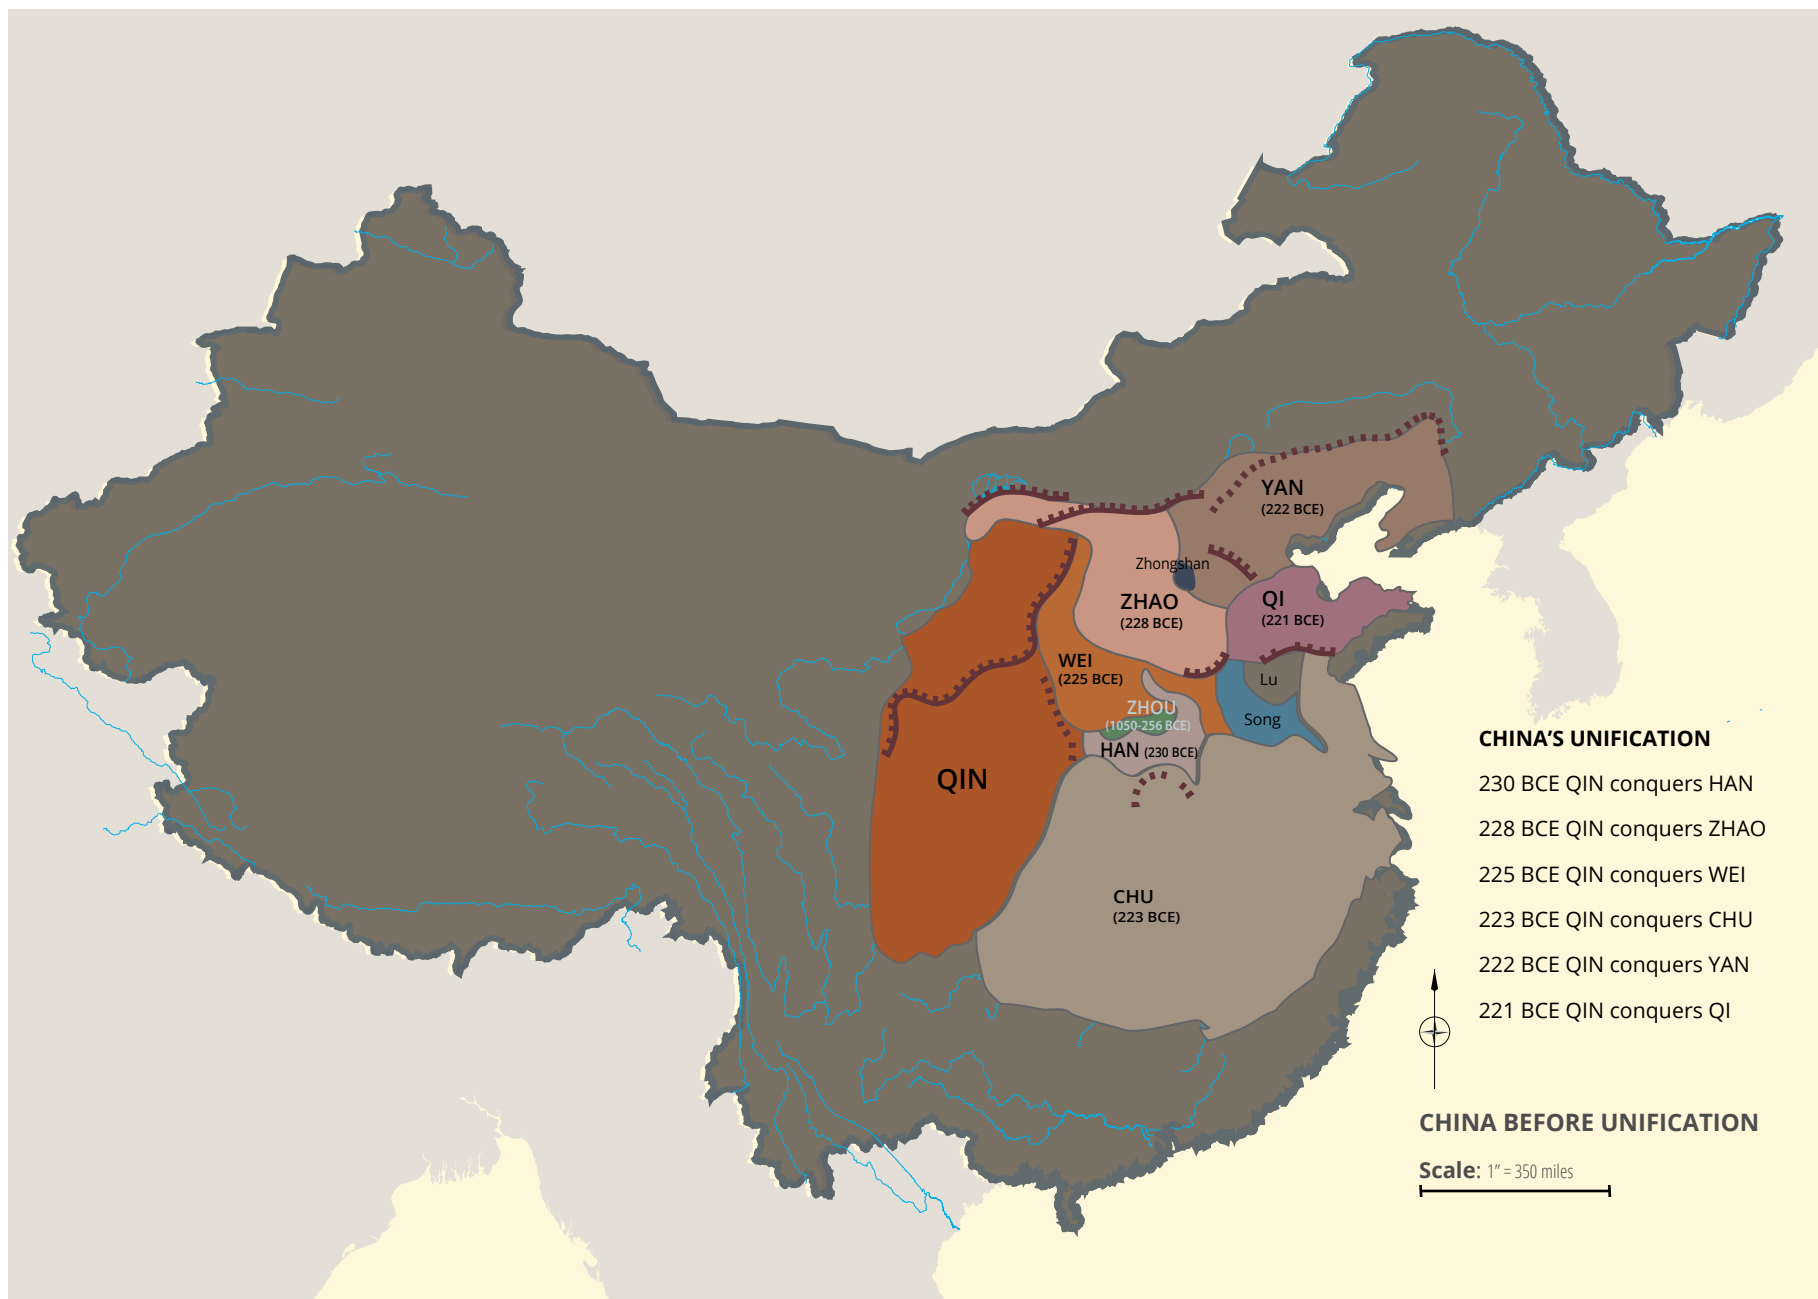 YAN
(222 BCE)
Zhongshan
ZHAO
(228 BCE)
QI
(221 BCE)
WEI
(225 BCE)
Lu
ZHOU
(1050-256 BCE)
Song
HAN (230 BCE)
QIN
CHU
(223 BCE)
CHINA’S UNIFICATION
230 BCE QIN conquers HAN
228 BCE QIN conquers ZHAO
225 BCE QIN conquers WEI
223 BCE QIN conquers CHU
222 BCE QIN conquers YAN
221 BCE QIN conquers QI
CHINA BEFORE UNIFICATION
Scale: 1” = 350 miles